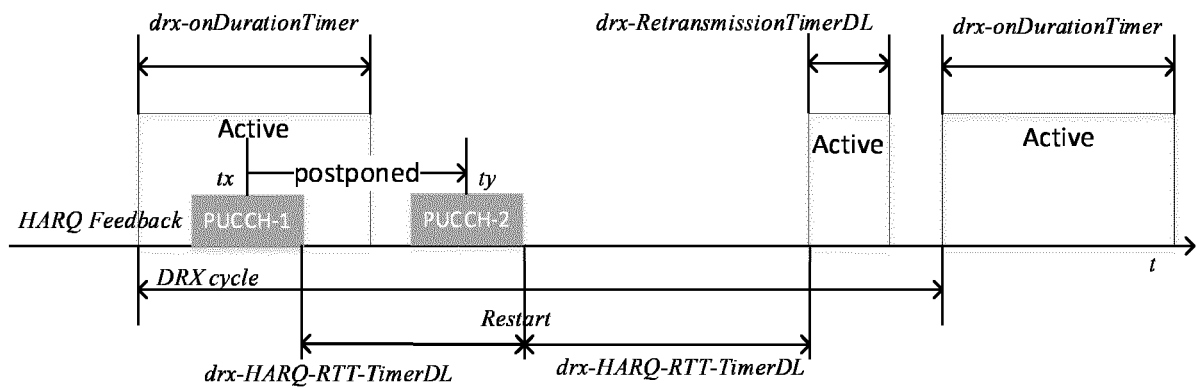 drx-onDurationTimer
drx-RetransmissionTimerDL
drx-onDurationTimer
Active
Active
Active
tx
postponed
ty
HARQ Feedback
PUCCH-1
PUCCH-2
t
DRX cycle
Restart
drx-HARQ-RTT-TimerDL
drx-HARQ-RTT-TimerDL